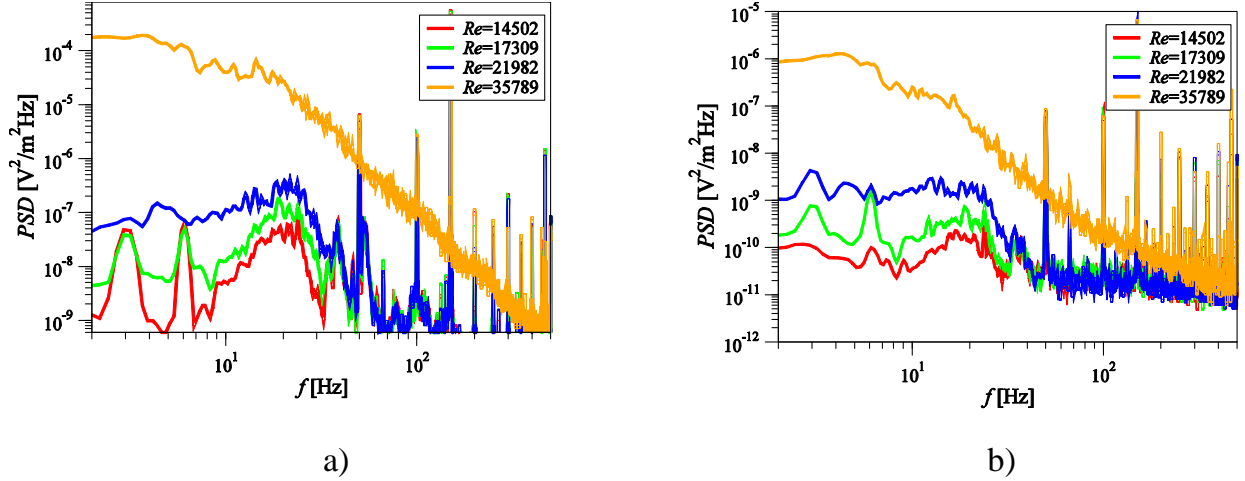 10^-4
10^-5
10^-6
10^-7
10^-8
10^-9
PSD [V^2/m^2Hz]
Re=14502
Re=17309
Re=21982
Re=35789
10^1
10^2
f [Hz]
a)
10^-5
10^-6
10^-7
10^-8
10^-9
10^-10
10^-11
10^-12
PSD [V^2/m^2Hz]
Re=14502
Re=17309
Re=21982
Re=35789
10^1
10^2
f [Hz]
b)